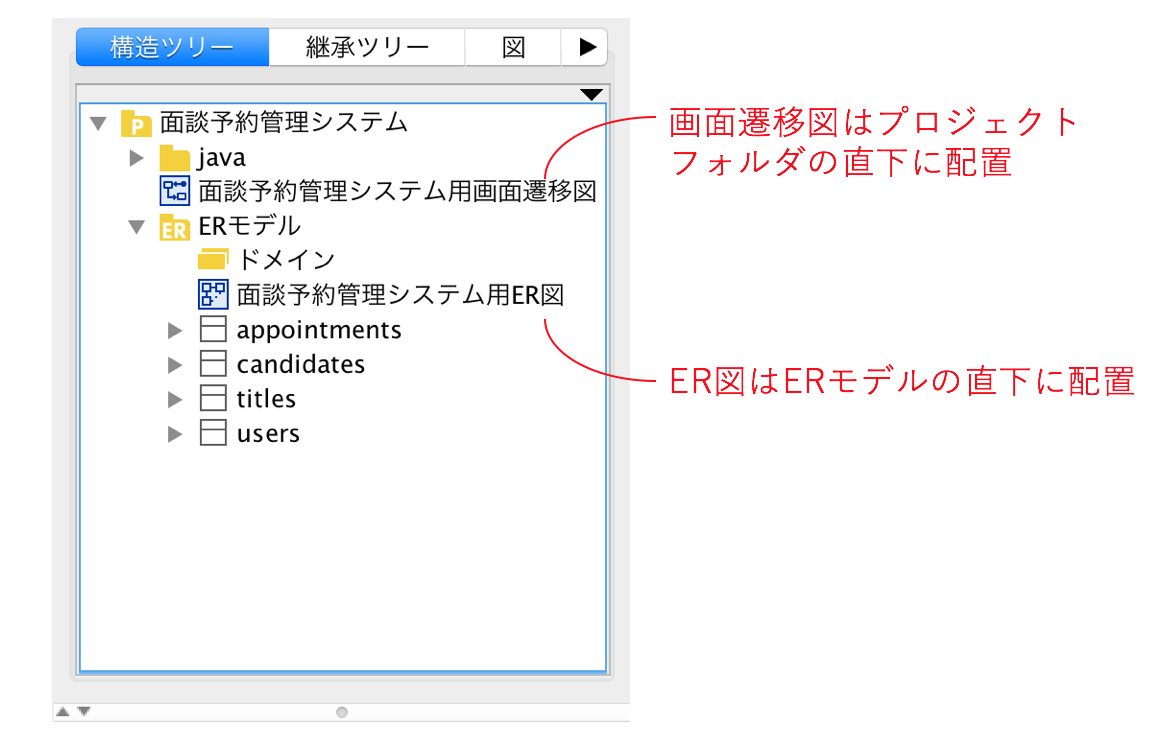 構造ツリー 継承ツリー 図
面談予約管理システム
java
面談予約管理システム用画面遷移図
ERモデル
ドメイン
面談予約管理システム用ER図
appointments
candidates
titles
users
画面遷移図はプロジェクト
フォルダの直下に配置
ER図はERモデルの直下に配置